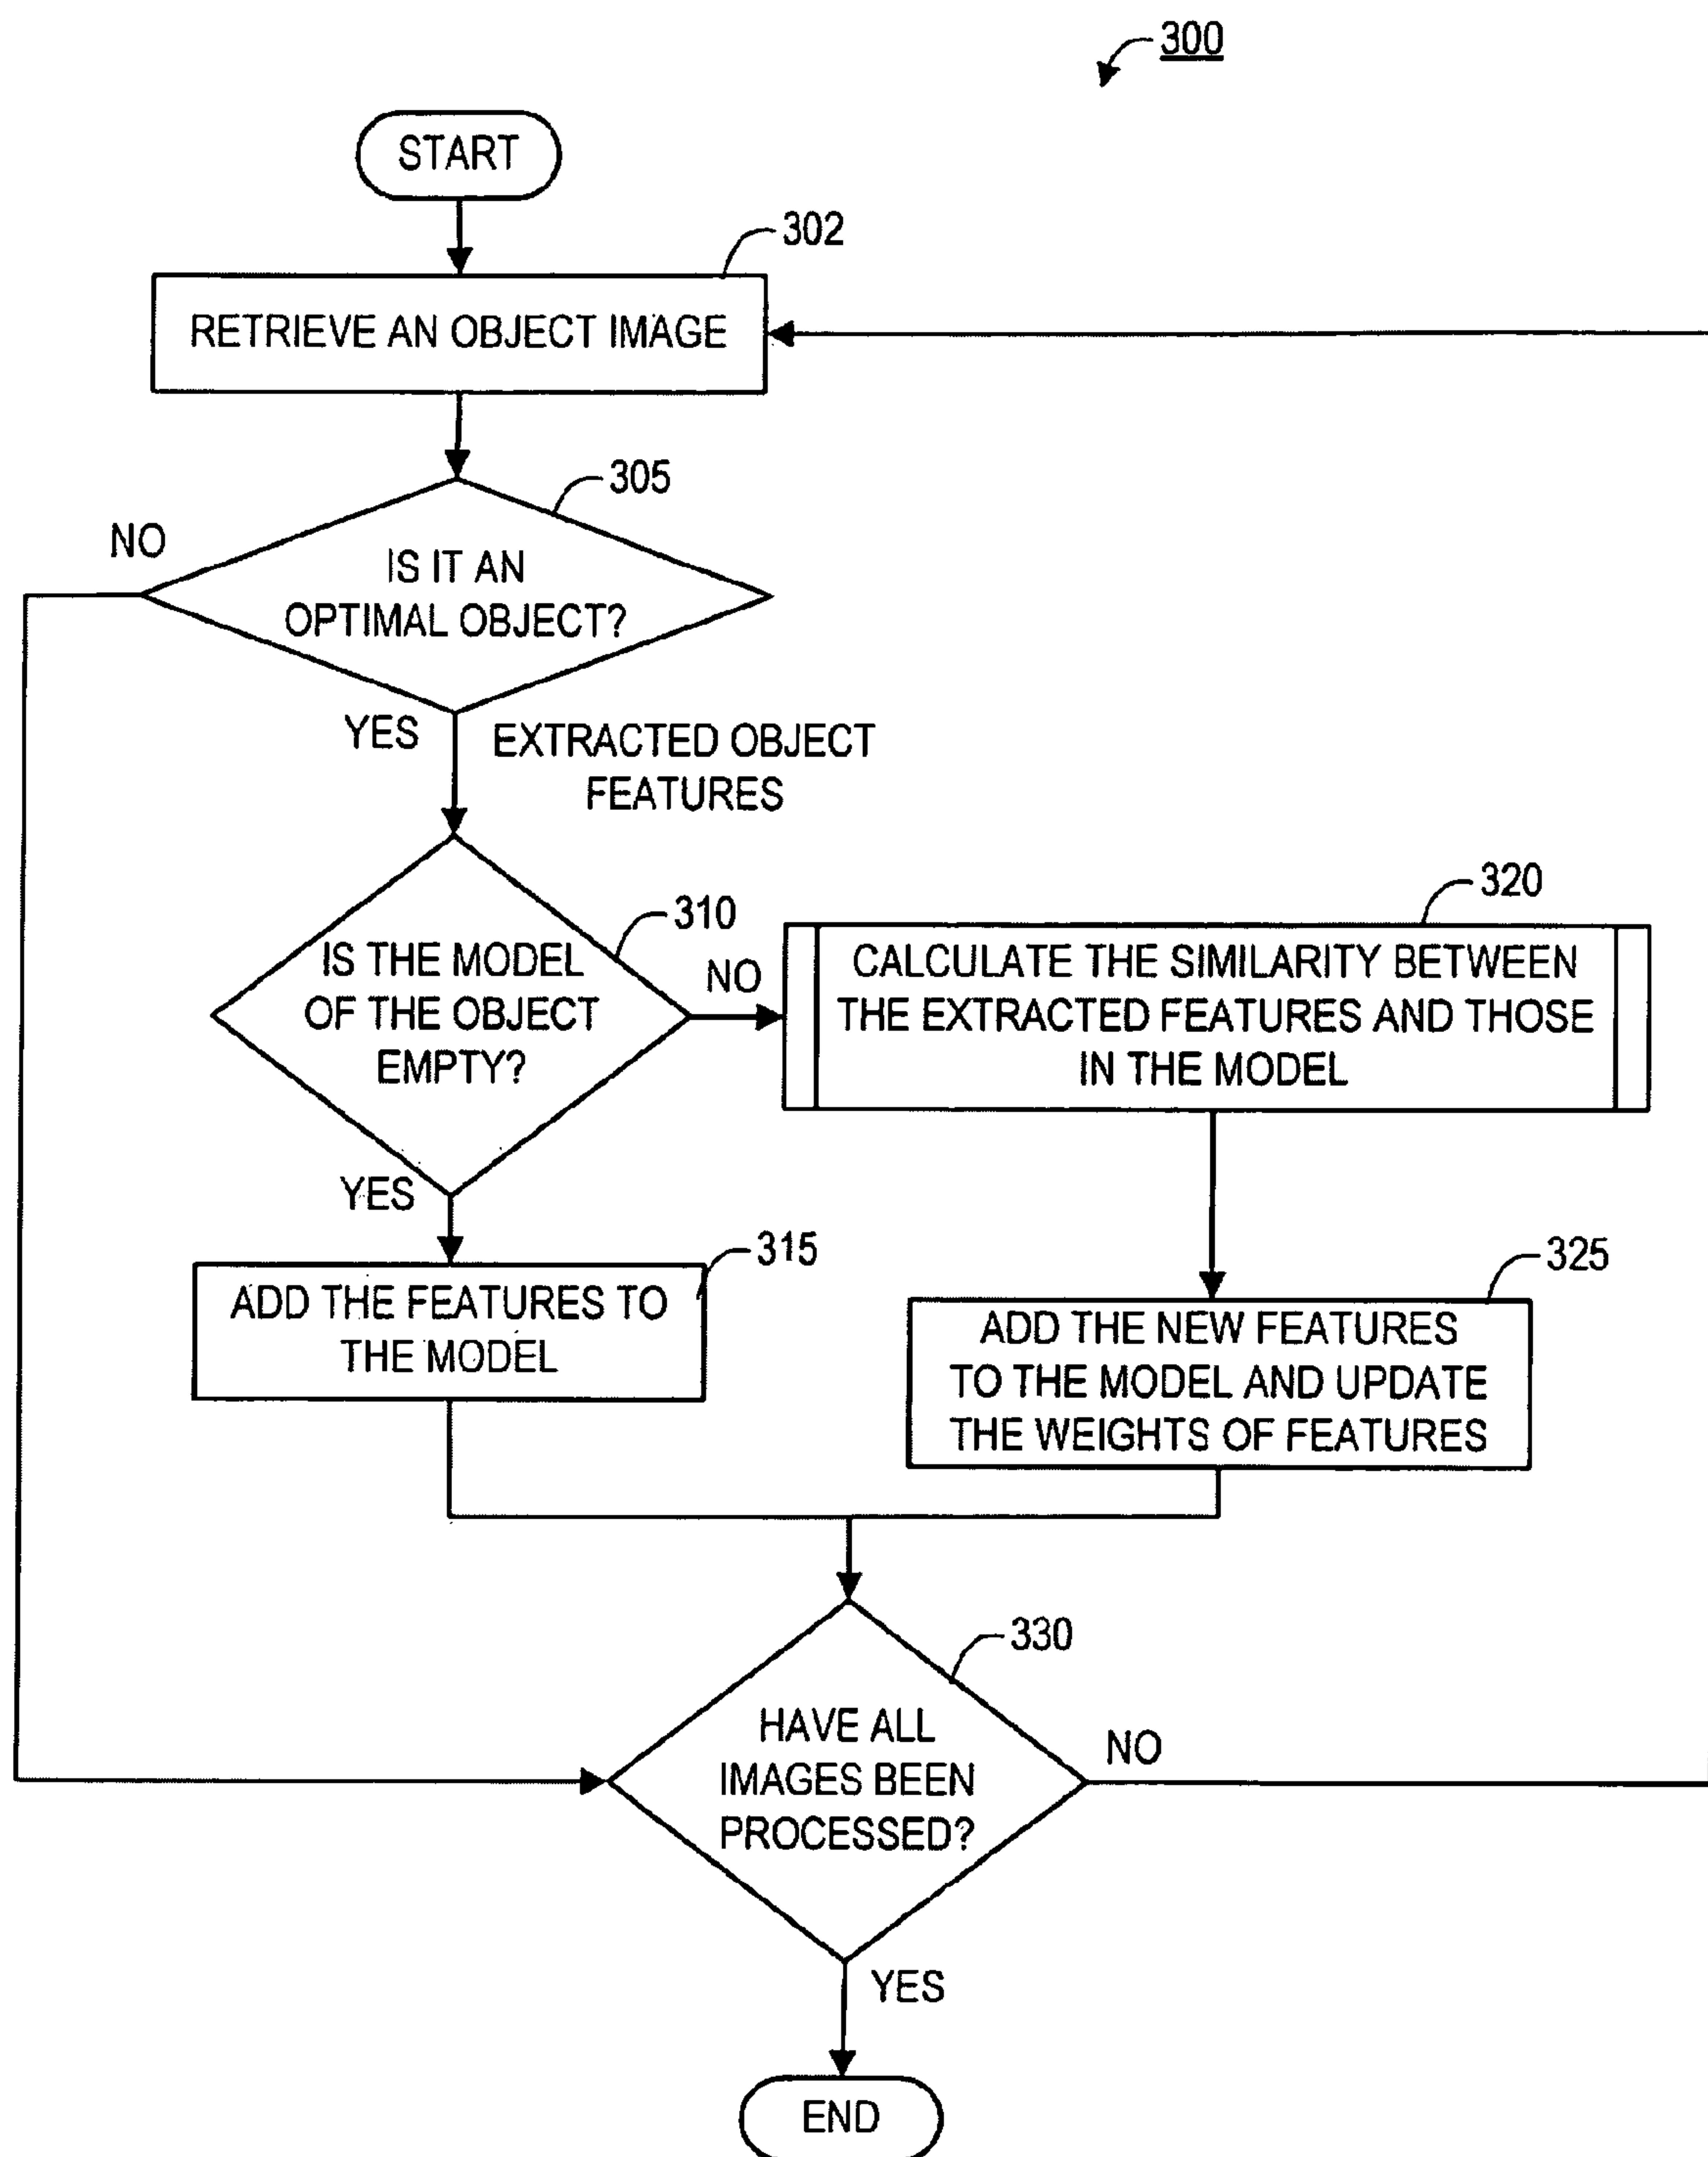 300
START
302
RETRIEVE AN OBJECT IMAGE
305
NO
IS IT AN
OPTIMAL OBJECT?
YES
EXTRACTED OBJECT
FEATURES
310
IS THE MODEL
OF THE OBJECT
EMPTY?
NO
320
CALCULATE THE SIMILARITY BETWEEN
THE EXTRACTED FEATURES AND THOSE
IN THE MODEL
YES
315
ADD THE FEATURES TO
THE MODEL
325
ADD THE NEW FEATURES
TO THE MODEL AND UPDATE
THE WEIGHTS OF FEATURES
330
HAVE ALL
IMAGES BEEN
PROCESSED?
NO
YES
END